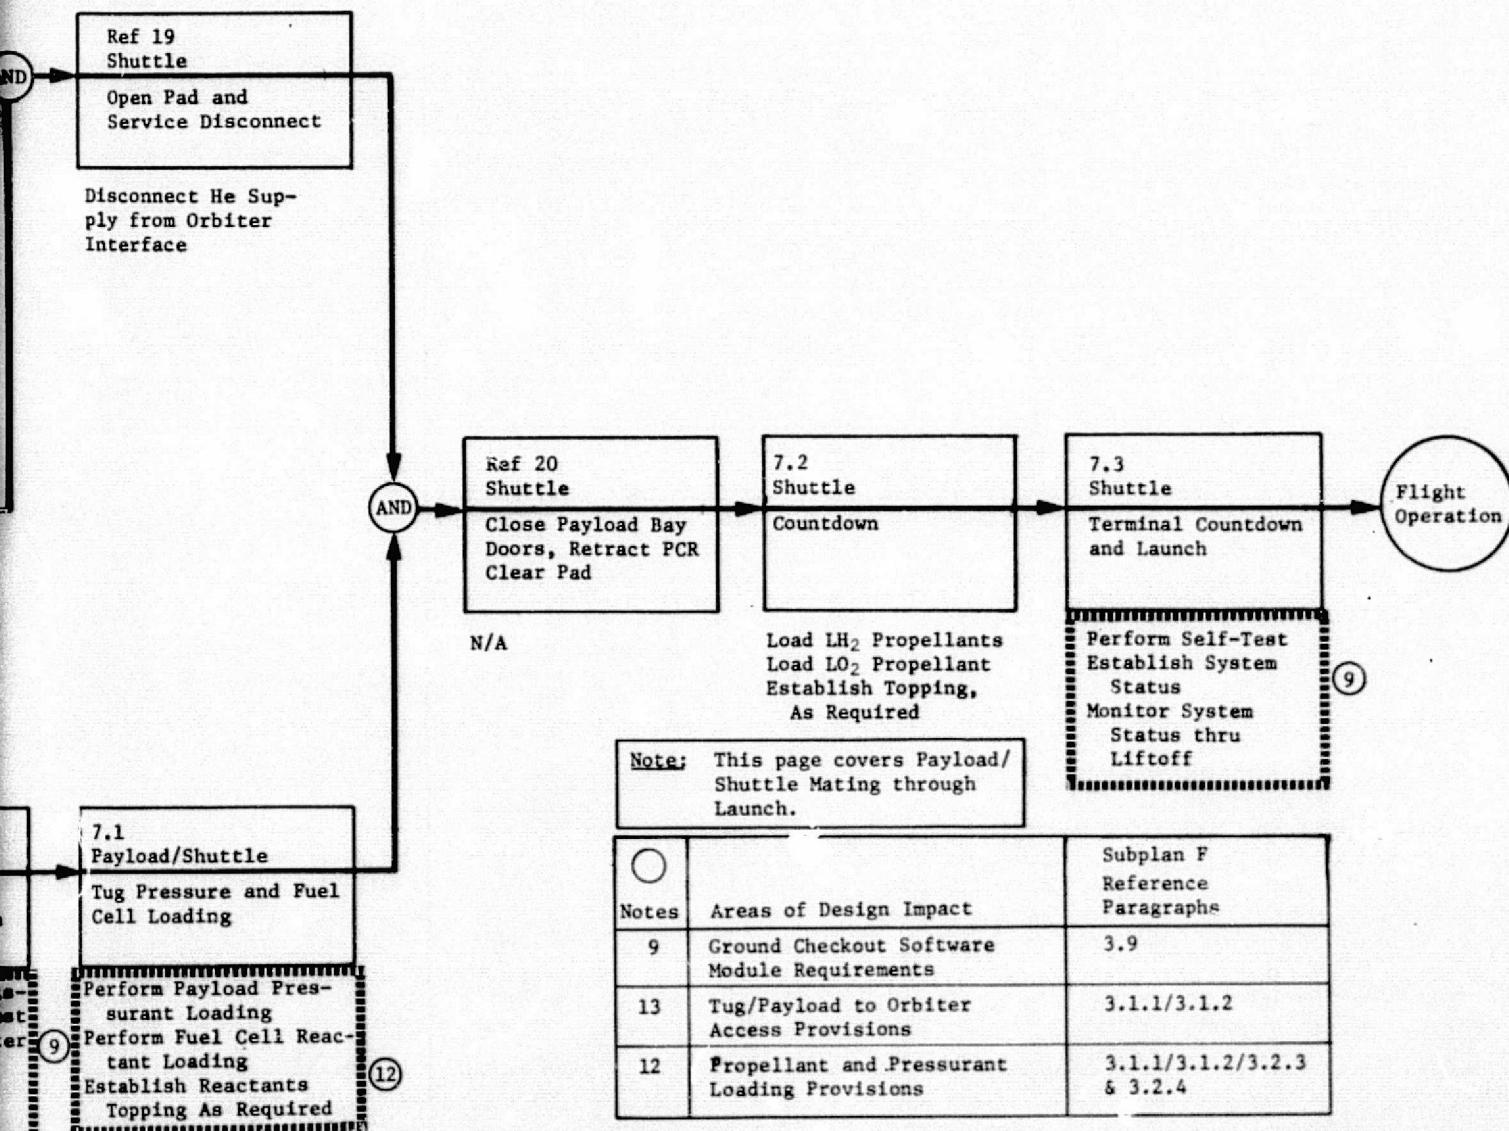 ND
Ref 19
Shuttle
Open Pad and
Service Disconnect
Disconnect He Sup-
ply from Orbiter
Interface
AND
Ref 20
Shuttle
Close Payload Bay
Doors, Retract PCR
Clear Pad
N/A
7.2
Shuttle
Countdown
Load LH2 Propellants
Load LO2 Propellant
Establish Topping,
As Required
7.3
Shuttle
Terminal Countdown
and Launch
Perform Self-Test
Establish System
Status
Monitor System
Status thru
Liftoff
9
Flight
Operation
7.1
Payload/Shuttle
Tug Pressure and Fuel
Cell Loading
9
Perform Payload Pres-
surant Loading
Perform Fuel Cell Reac-
tant Loading
Establish Reactants
Topping As Required
12
Note: This page covers Payload/
Shuttle Mating through
Launch.
Notes
Areas of Design Impact
Subplan F
Reference
Paragraphs
9 Ground Checkout Software 3.9
Module Requirements
13 Tug/Payload to Orbiter 3.1.1/3.1.2
Access Provisions
12 Propellant and Pressurant 3.1.1/3.1.2/3.2.3
Loading Provisions & 3.2.4